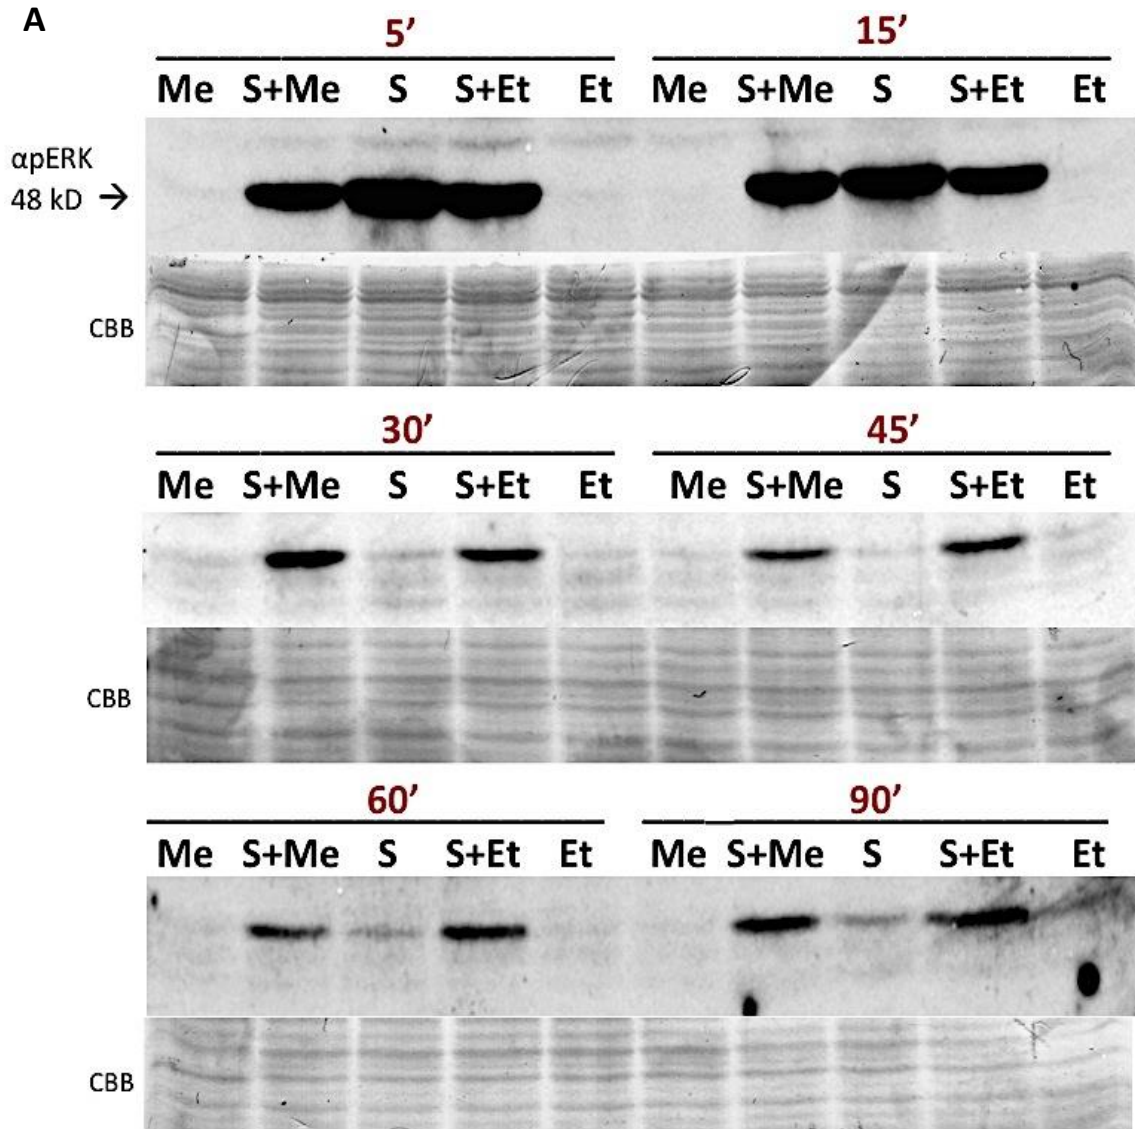 A
5’ 15’
Me S+Me S S+Et Et Me S+Me S S+Et Et
αpERK
48 kD →
CBB
30’ 45’
Me S+Me S S+Et Et Me S+Me S S+Et Et
CBB
60’ 90’
Me S+Me S S+Et Et Me S+Me S S+Et Et
CBB